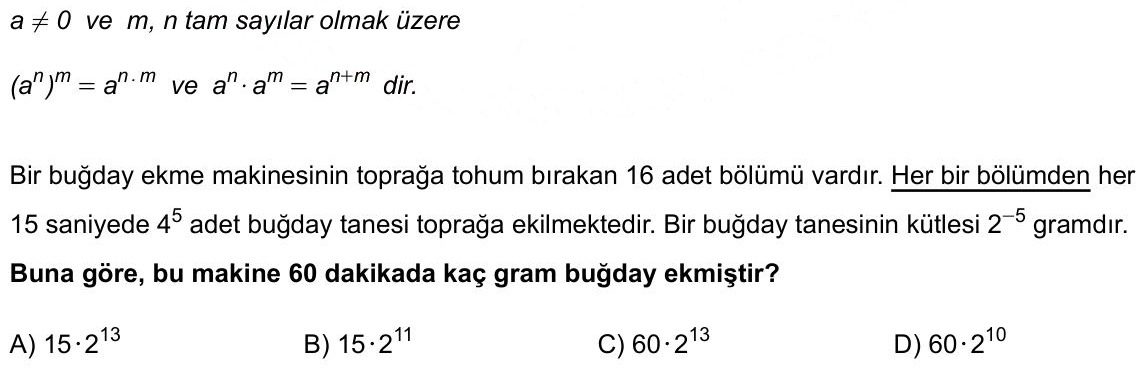 a ≠ 0 ve m, n tam sayılar olmak üzere
(aⁿ)ᵐ = aⁿ·ᵐ ve aⁿ · aᵐ = aⁿ⁺ᵐ dir.
Bir buğday ekme makinesinin toprağa tohum bırakan 16 adet bölümü vardır. Her bir bölümden her
15 saniyede 4⁵ adet buğday tanesi toprağa ekilmektedir. Bir buğday tanesinin kütlesi 2⁻⁵ gramdır.
Buna göre, bu makine 60 dakikada kaç gram buğday ekmiştir?
A) 15·2¹³ B) 15·2¹¹ C) 60·2¹³ D) 60·2¹⁰